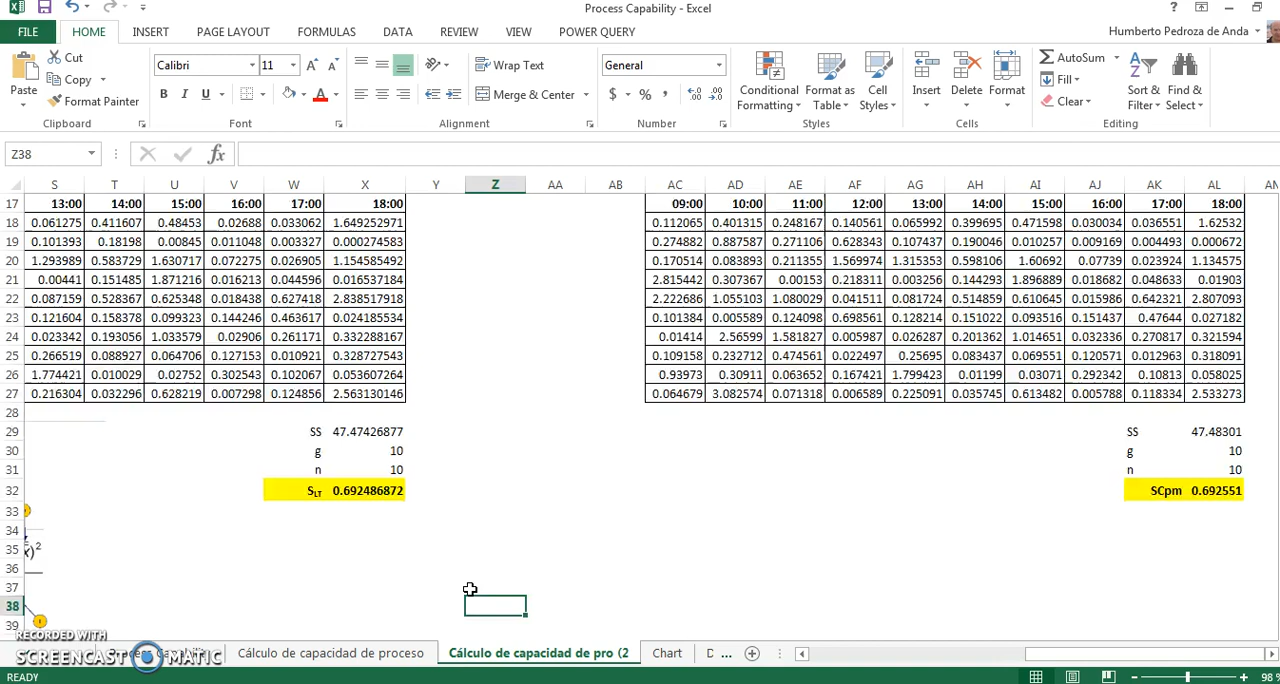 Process Capability - Excel
FILE HOME INSERT PAGE LAYOUT FORMULAS DATA REVIEW VIEW POWER QUERY Humberto Pedroza de Anda
Paste
Cut
Copy
Format Painter
Calibri 11
B I U
Wrap Text
Merge & Center
General
$ % ,
Conditional Formatting
Format as Table
Cell Styles
Insert Delete Format
AutoSum
Fill
Clear
Sort & Filter
Find & Select
Clipboard Font Alignment Number Styles Cells Editing
Z38 fx
S T U V W X Y Z AA AB AC AD AE AF AG AH AI AJ AK AL AN
17 13:00 14:00 15:00 16:00 17:00 18:00 09:00 10:00 11:00 12:00 13:00 14:00 15:00 16:00 17:00 18:00
18 0.061275 0.411607 0.48453 0.02688 0.033062 1.649252971 0.112065 0.401315 0.248167 0.140561 0.065992 0.399695 0.471598 0.030034 0.036551 1.62532
19 0.101393 0.18198 0.00845 0.011048 0.003327 0.000274583 0.274882 0.887587 0.271106 0.628343 0.107437 0.190046 0.010257 0.009169 0.004493 0.000672
20 1.293989 0.583729 1.630717 0.072275 0.026905 1.154585492 0.170514 0.083893 0.211355 1.569974 1.315353 0.598106 1.60692 0.07739 0.023924 1.134575
21 0.00441 0.151485 1.871216 0.016213 0.044596 0.016537184 2.815442 0.307367 0.00153 0.218311 0.003256 0.144293 1.896889 0.018682 0.048633 0.01903
22 0.087159 0.528367 0.625348 0.018438 0.627418 2.838517918 2.222686 1.055103 1.080029 0.041511 0.081724 0.514859 0.610645 0.015986 0.642321 2.807093
23 0.121604 0.158378 0.099323 0.144246 0.463617 0.024185534 0.101384 0.005589 0.124098 0.698561 0.128214 0.151022 0.093516 0.151437 0.47644 0.027182
24 0.023342 0.193056 1.033579 0.02906 0.261171 0.332288167 0.01414 2.56599 1.581827 0.005987 0.026287 0.201362 1.014651 0.032336 0.270817 0.321594
25 0.266519 0.088927 0.064706 0.127153 0.010921 0.328727543 0.109158 0.232712 0.474561 0.022497 0.25695 0.083437 0.069551 0.120571 0.012963 0.318091
26 1.774421 0.010029 0.02752 0.302543 0.102067 0.053607264 0.93973 0.30911 0.063652 0.167421 1.799423 0.01199 0.03071 0.292342 0.10813 0.058025
27 0.216304 0.032296 0.628219 0.007298 0.124856 2.563130146 0.064679 3.082574 0.071318 0.006589 0.225091 0.035745 0.613482 0.005788 0.118334 2.533273
28
29 SS 47.47426877 SS 47.48301
30 g 10 g 10
31 n 10 n 10
32 SLT 0.692486872 SCpm 0.692551
33
34
35 x)2
36
37
38
39
RECORDED WITH
SCREENCAST MATIC
Cálculo de capacidad de proceso Cálculo de capacidad de pro (2 Chart D ...
READY 98